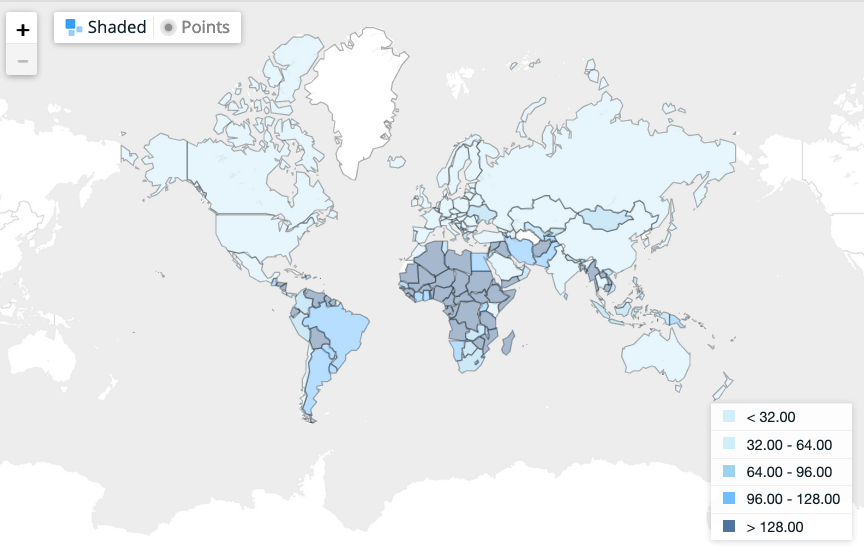 +
Shaded
Points
−
< 32.00
32.00 - 64.00
64.00 - 96.00
96.00 - 128.00
> 128.00